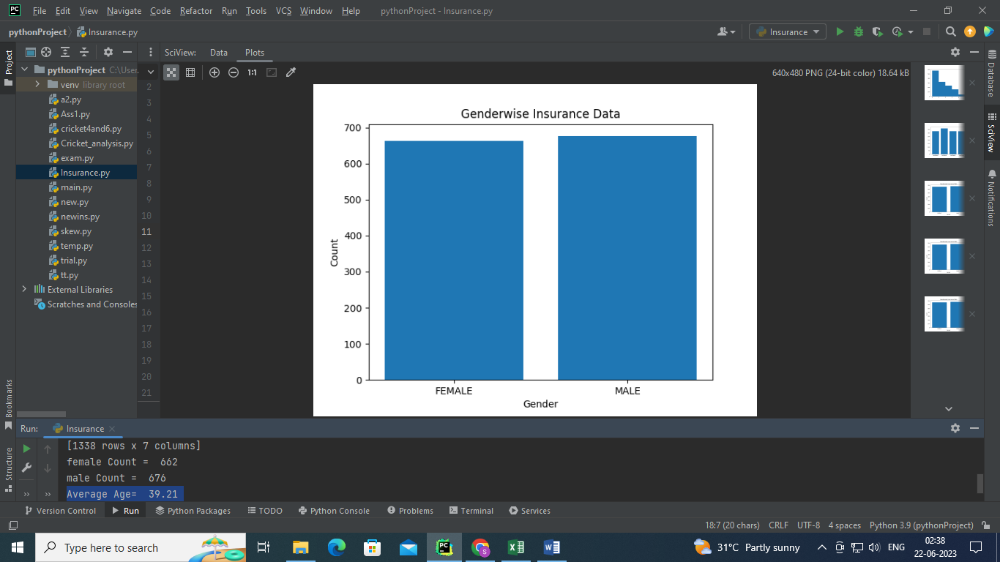 PC File Edit View Navigate Code Refactor Run Tools VCS Window Help pythonProject - Insurance.py
pythonProject Insurance.py Insurance
Project SciView: Data Plots
pythonProject C:\User.
venv library root
a2.py
Ass1.py
cricket4and6.py
Cricket_analysis.py
exam.py
Insurance.py
main.py
new.py
newins.py
skew.py
temp.py
trial.py
tt.py
External Libraries
Scratches and Consoles
2
3
4
5
6
7
8
9
10
11
12
13
14
15
16
17
18
19
20
21
1:1 640x480 PNG (24-bit color) 18.64 kB
Genderwise Insurance Data
700
600
500
400
300
200
100
0
Count
FEMALE MALE
Gender
Database
SciView
Notifications
Bookmarks
Structure
Run: Insurance
[1338 rows x 7 columns]
female Count =  662
male Count =  676
Average Age=  39.21
Version Control Run Python Packages TODO Python Console Problems Terminal Services
18:7 (20 chars) CRLF UTF-8 4 spaces Python 3.9 (pythonProject)
Type here to search PC S X W 31°C Partly sunny ENG 02:38
22-06-2023